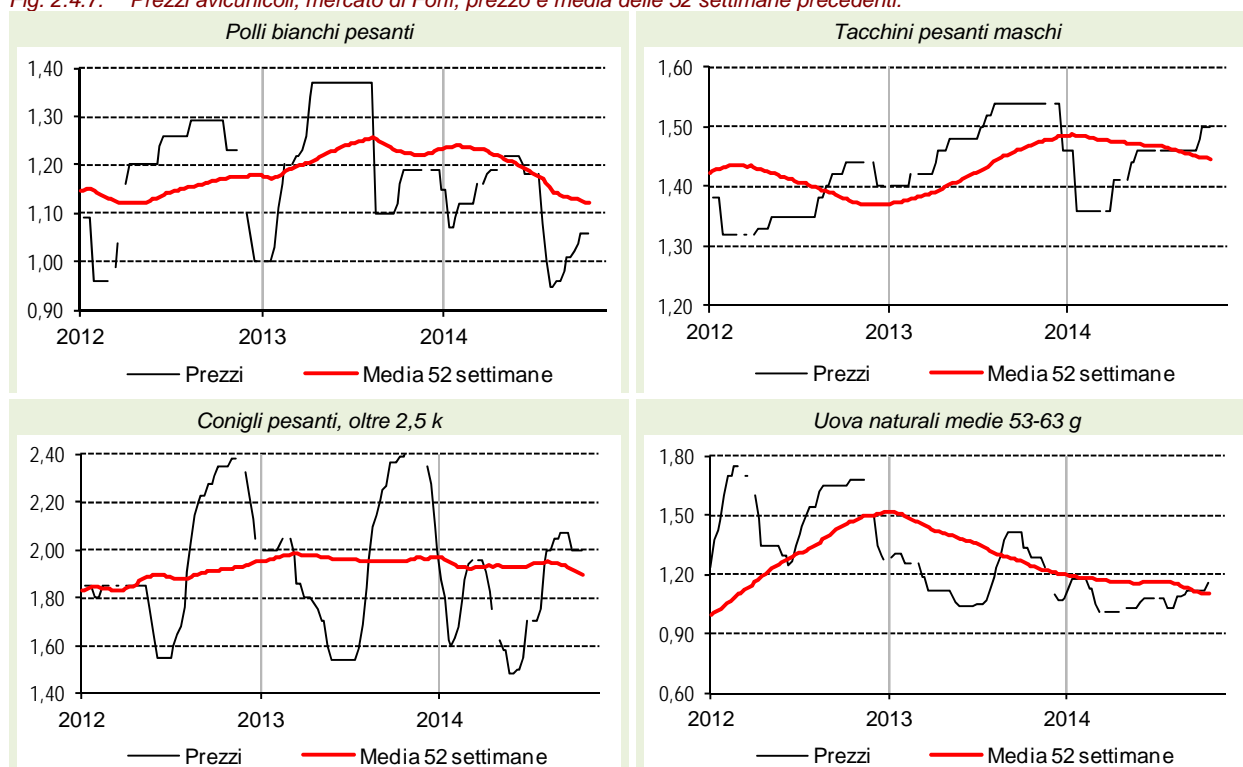 Fig. 2.4.7. Prezzi avicunicoli, mercato di Forlì, prezzo e media delle 52 settimane precedenti.
Polli bianchi pesanti
1,40
1,30
1,20
1,10
1,00
0,90
2012 2013 2014
Prezzi Media 52 settimane
Tacchini pesanti maschi
1,60
1,50
1,40
1,30
1,20
2012 2013 2014
Prezzi Media 52 settimane
Conigli pesanti, oltre 2,5 k
2,40
2,20
2,00
1,80
1,60
1,40
2012 2013 2014
Prezzi Media 52 settimane
Uova naturali medie 53-63 g
1,80
1,50
1,20
0,90
0,60
2012 2013 2014
Prezzi Media 52 settimane